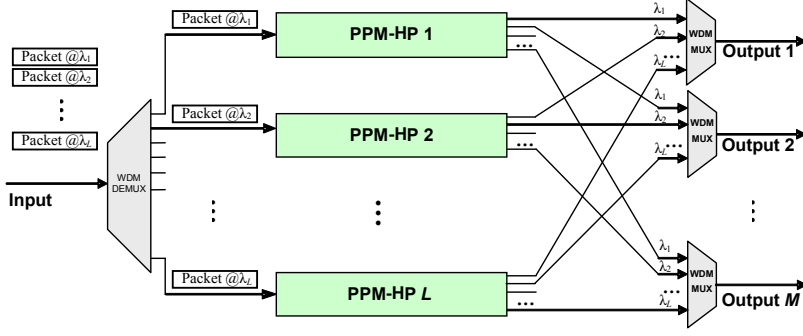 Packet @λ1
Packet @λ2
⋮
Packet @λL
Input
WDM
DEMUX
Packet @λ1
Packet @λ2
⋮
Packet @λL
PPM-HP 1
...
PPM-HP 2
...
⋮
PPM-HP L
...
λ1
λ2
...
λL
WDM
MUX
Output 1
λ1
λ2
...
λL
WDM
MUX
Output 2
⋮
λ1
λ2
...
λL
WDM
MUX
Output M